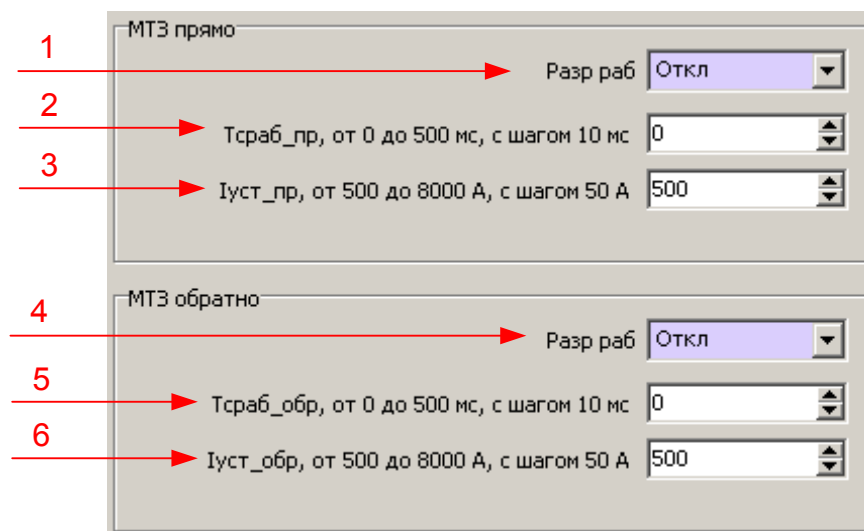 МТЗ прямо
1
Разр раб Откл
2
Тсраб_пр, от 0 до 500 мс, с шагом 10 мс 0
3
Iуст_пр, от 500 до 8000 А, с шагом 50 А 500
МТЗ обратно
4
Разр раб Откл
5
Тсраб_обр, от 0 до 500 мс, с шагом 10 мс 0
6
Iуст_обр, от 500 до 8000 А, с шагом 50 А 500